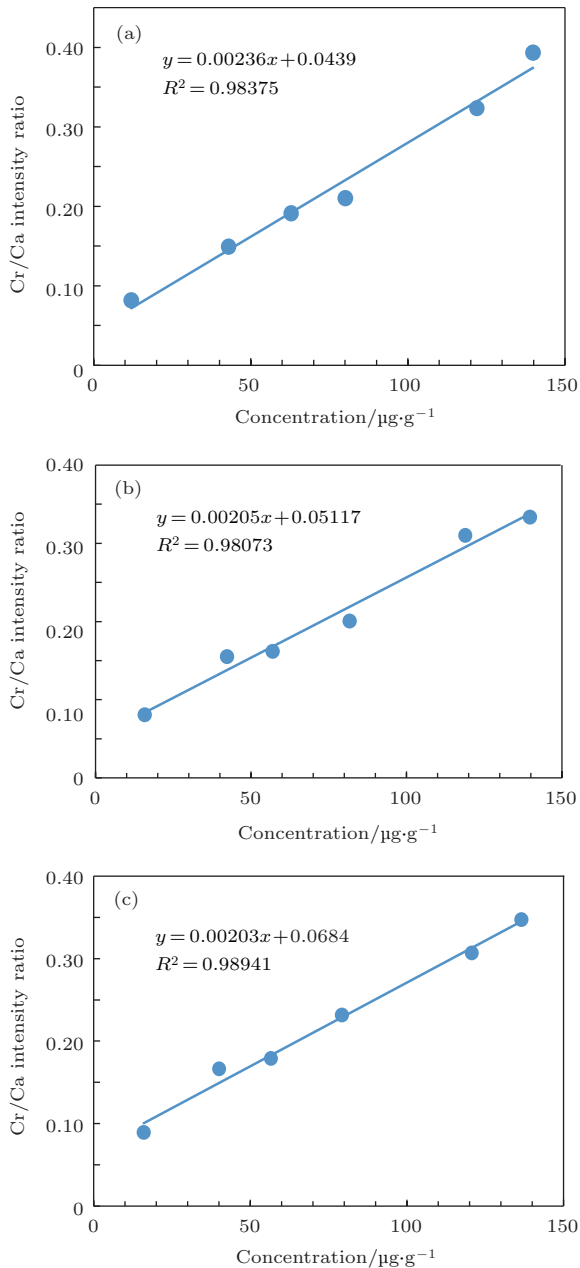 (a)
y = 0.00236x+0.0439
R² = 0.98375
0.40
0.30
0.20
0.10
0
Cr/Ca intensity ratio
0 50 100 150
Concentration/µg·g⁻¹
(b)
y = 0.00205x+0.05117
R² = 0.98073
0.40
0.30
0.20
0.10
0
Cr/Ca intensity ratio
0 50 100 150
Concentration/µg·g⁻¹
(c)
y = 0.00203x+0.0684
R² = 0.98941
0.40
0.30
0.20
0.10
0
Cr/Ca intensity ratio
0 50 100 150
Concentration/µg·g⁻¹